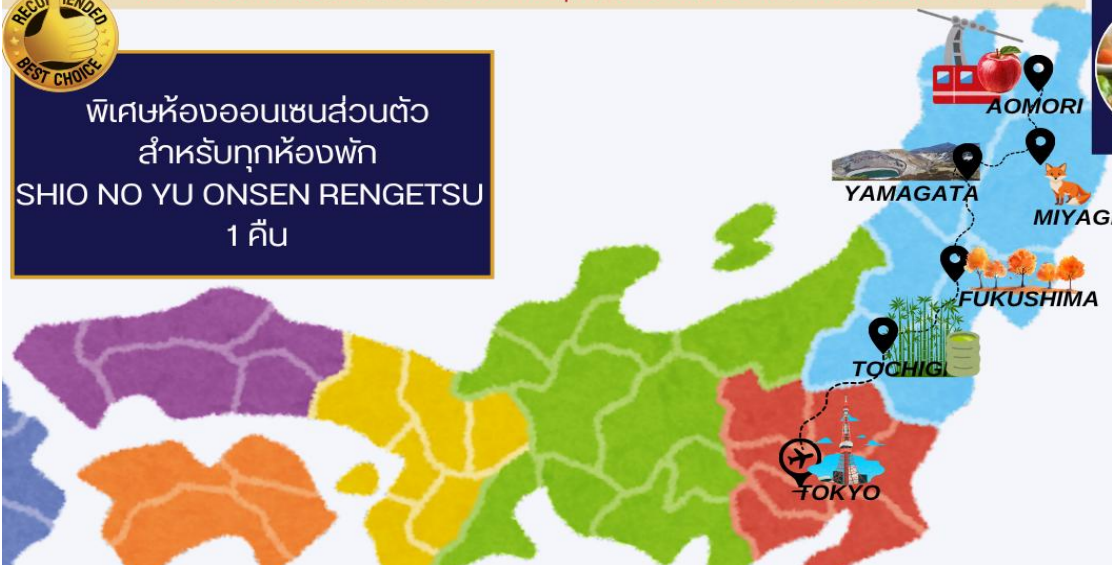 RECOMMENDED
BEST CHOICE
พิเศษห้องออนเซนส่วนตัว
สำหรับทุกห้องพัก
SHIO NO YU ONSEN RENGETSU
1 คืน
AOMORI
YAMAGATA
MIYAG
FUKUSHIMA
TOCHIGI
TOKYO